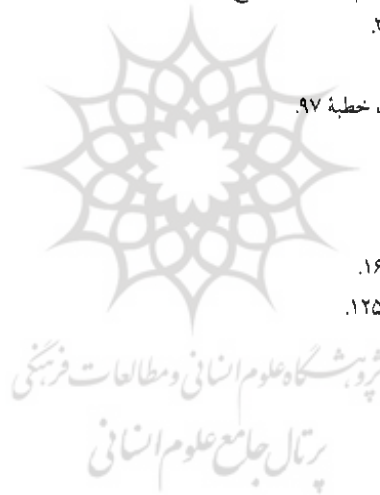 .۲
، خطبة ۹۷.
.۱۶
.۱۲۵
پژوهشگاه علوم انسانی و مطالعات فرهنگی
پرتال جامع علوم انسانی